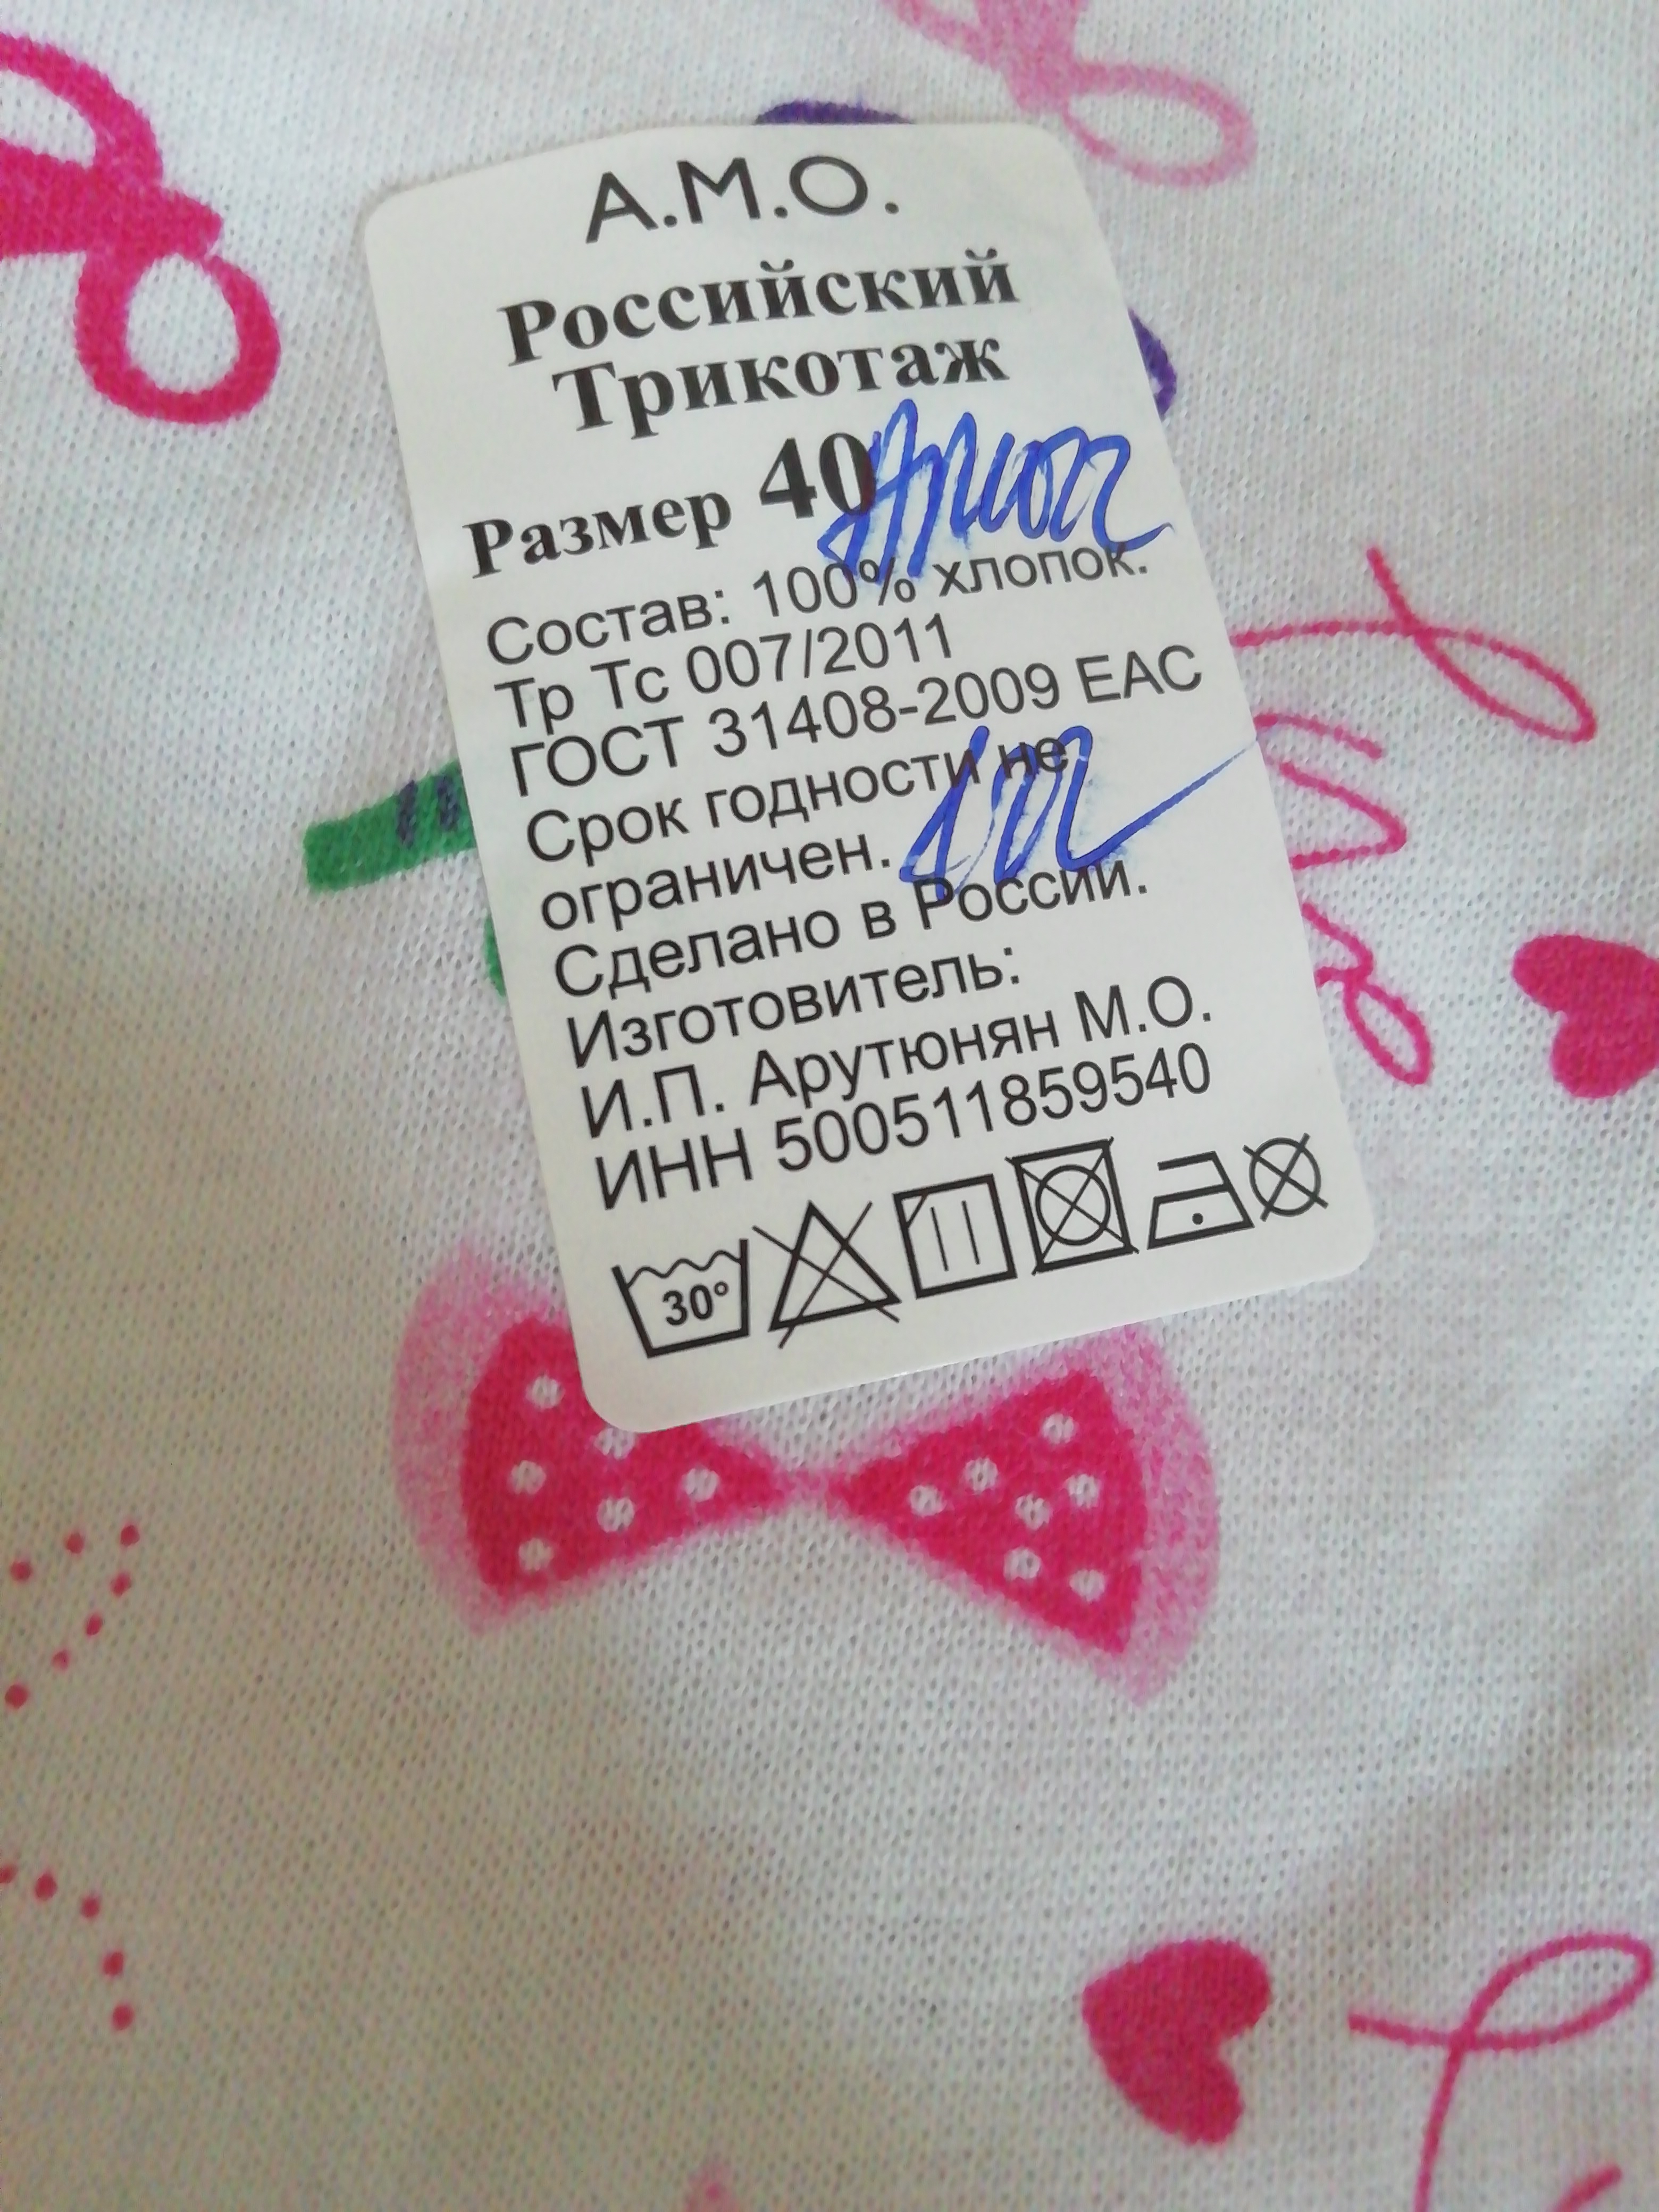 А.М.О.
Российский
Трикотаж
Размер 40
Состав: 100% хлопок.
Тр Тс 007/2011
ГОСТ 31408-2009 ЕАС
Срок годности не
ограничен.
Сделано в России.
Изготовитель:
И.П. Арутюнян М.О.
ИНН 500511859540
30°